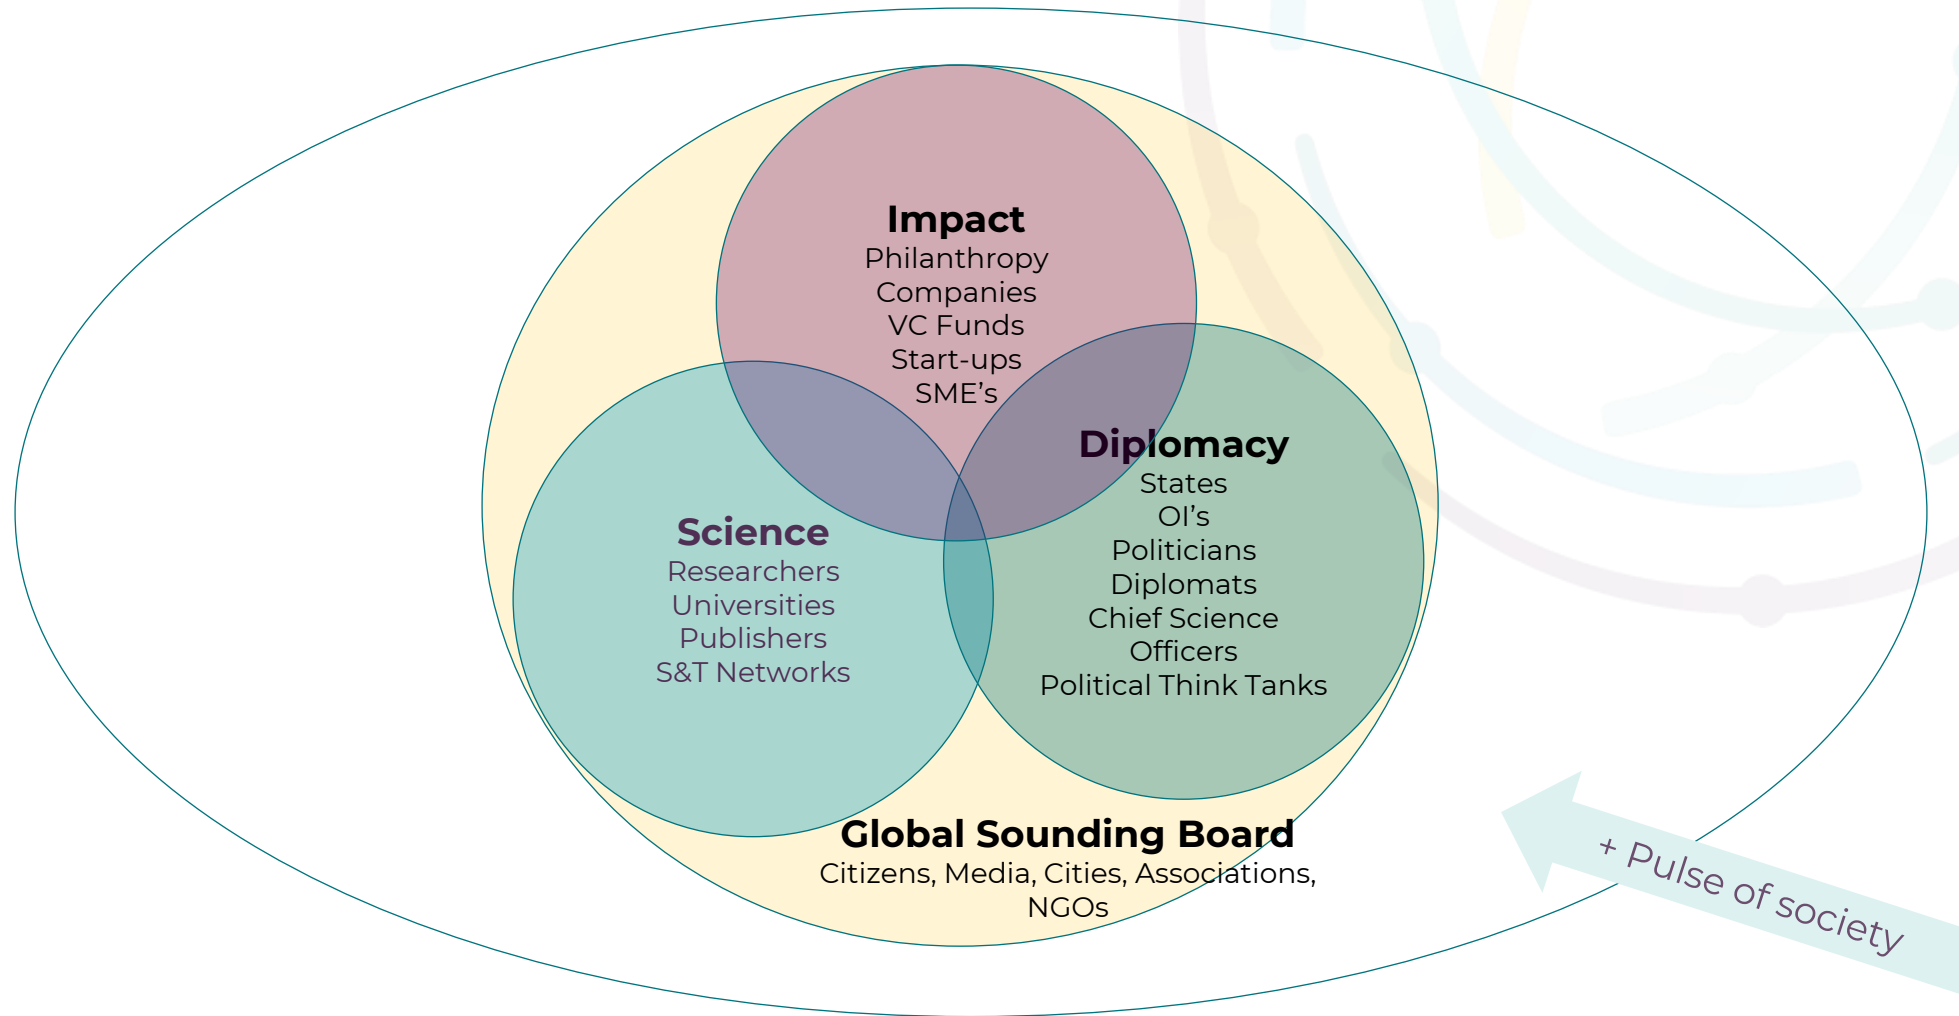 Impact
Philanthropy
Companies
VC Funds
Start-ups
SME’s
Diplomacy
States
OI’s
Politicians
Diplomats
Chief Science
Officers
Political Think Tanks
Science
Researchers
Universities
Publishers
S&T Networks
Global Sounding Board
Citizens, Media, Cities, Associations,
NGOs
+ Pulse of society